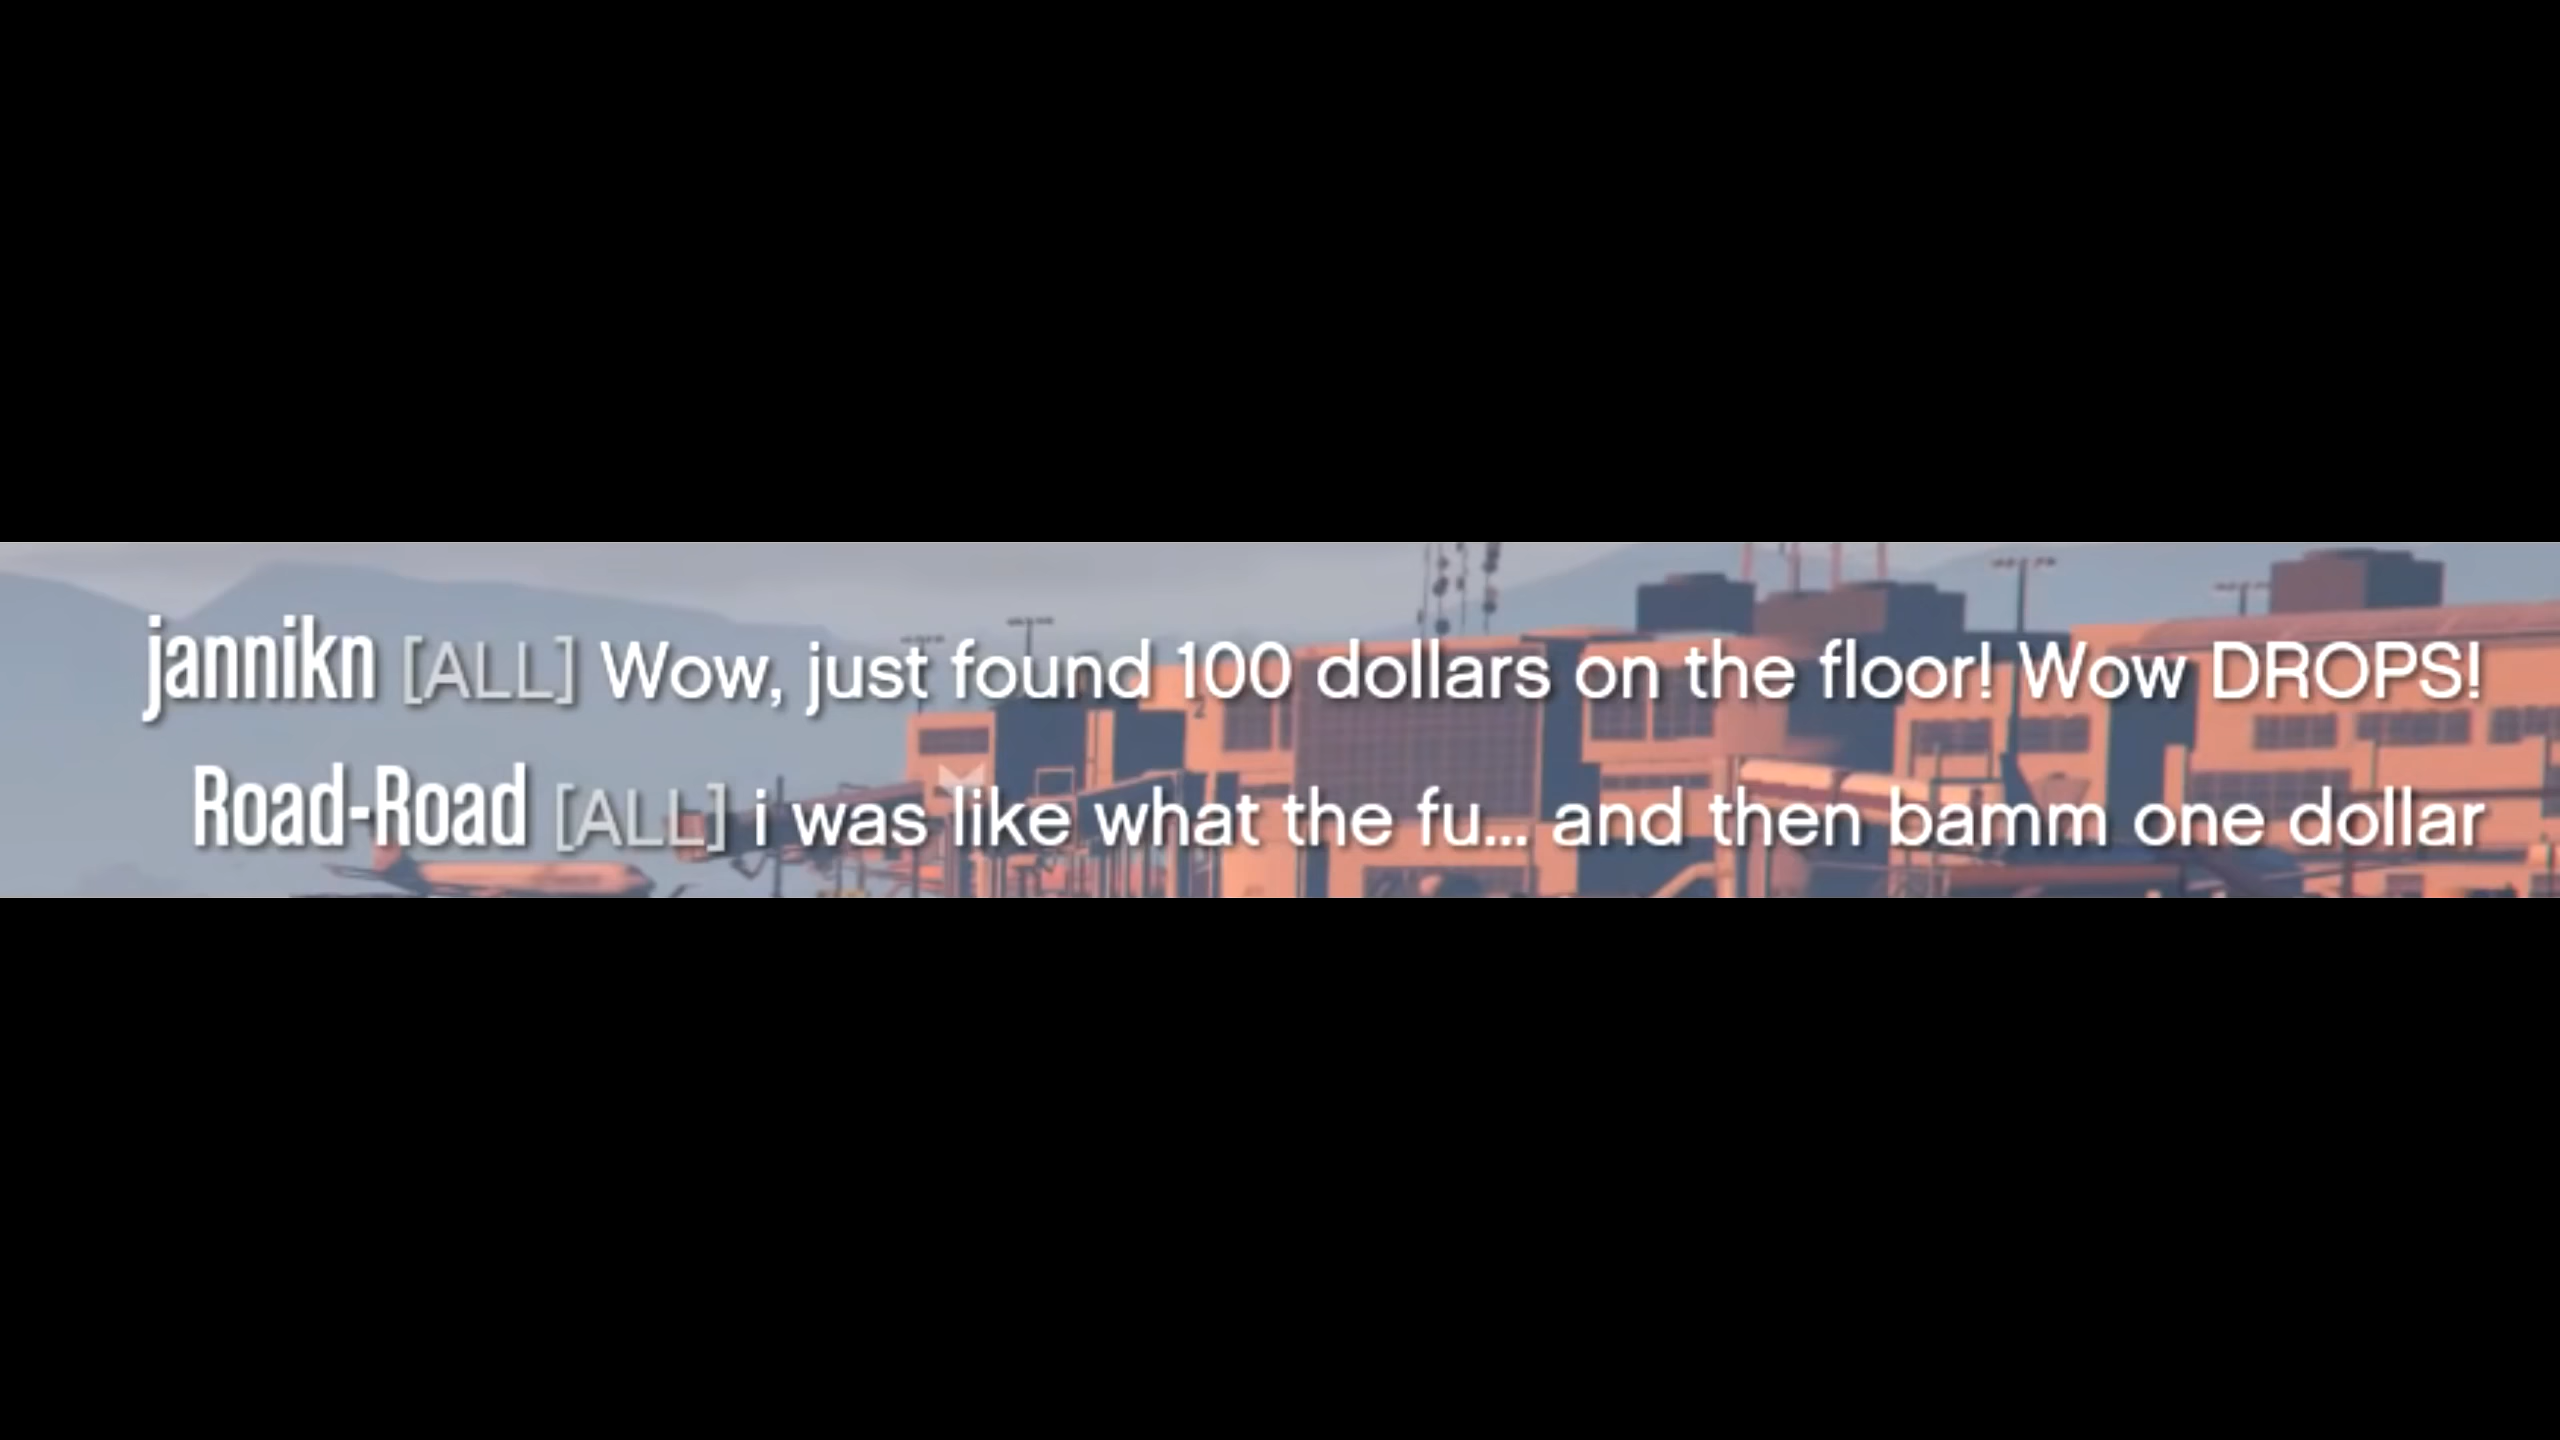 jannikn [ALL] Wow, just found 100 dollars on the floor! Wow DROPS!
Road-Road [ALL] i was like what the fu... and then bamm one dollar